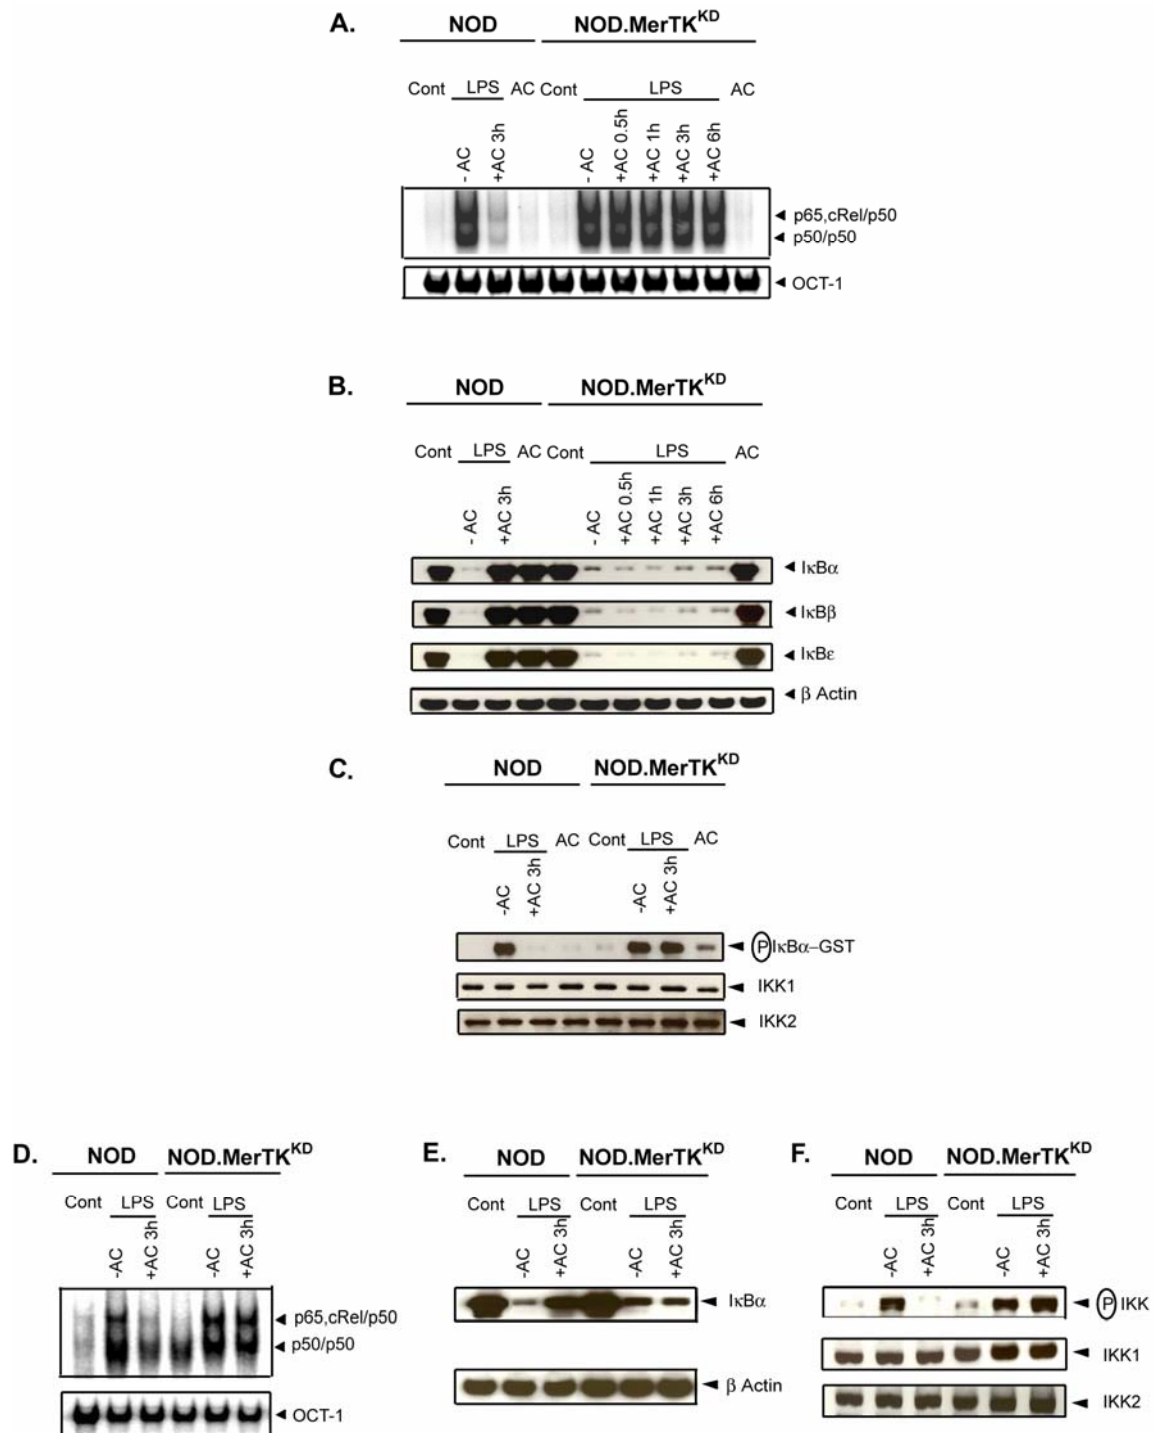 A. NOD NOD.MerTK^KD
Cont LPS AC Cont LPS AC
- AC +AC 3h - AC +AC 0.5h +AC 1h +AC 3h +AC 6h
p65,cRel/p50
p50/p50
OCT-1
B. NOD NOD.MerTK^KD
Cont LPS AC Cont LPS AC
- AC +AC 3h - AC +AC 0.5h +AC 1h +AC 3h +AC 6h
IκBα
IκBβ
IκBε
β Actin
C. NOD NOD.MerTK^KD
Cont LPS AC Cont LPS AC
-AC +AC 3h -AC +AC 3h
P IκBα–GST
IKK1
IKK2
D. NOD NOD.MerTK^KD
Cont LPS Cont LPS
-AC +AC 3h -AC +AC 3h
p65,cRel/p50
p50/p50
OCT-1
E. NOD NOD.MerTK^KD
Cont LPS Cont LPS
-AC +AC 3h -AC +AC 3h
IκBα
β Actin
F. NOD NOD.MerTK^KD
Cont LPS Cont LPS
-AC +AC 3h -AC +AC 3h
P IKK
IKK1
IKK2